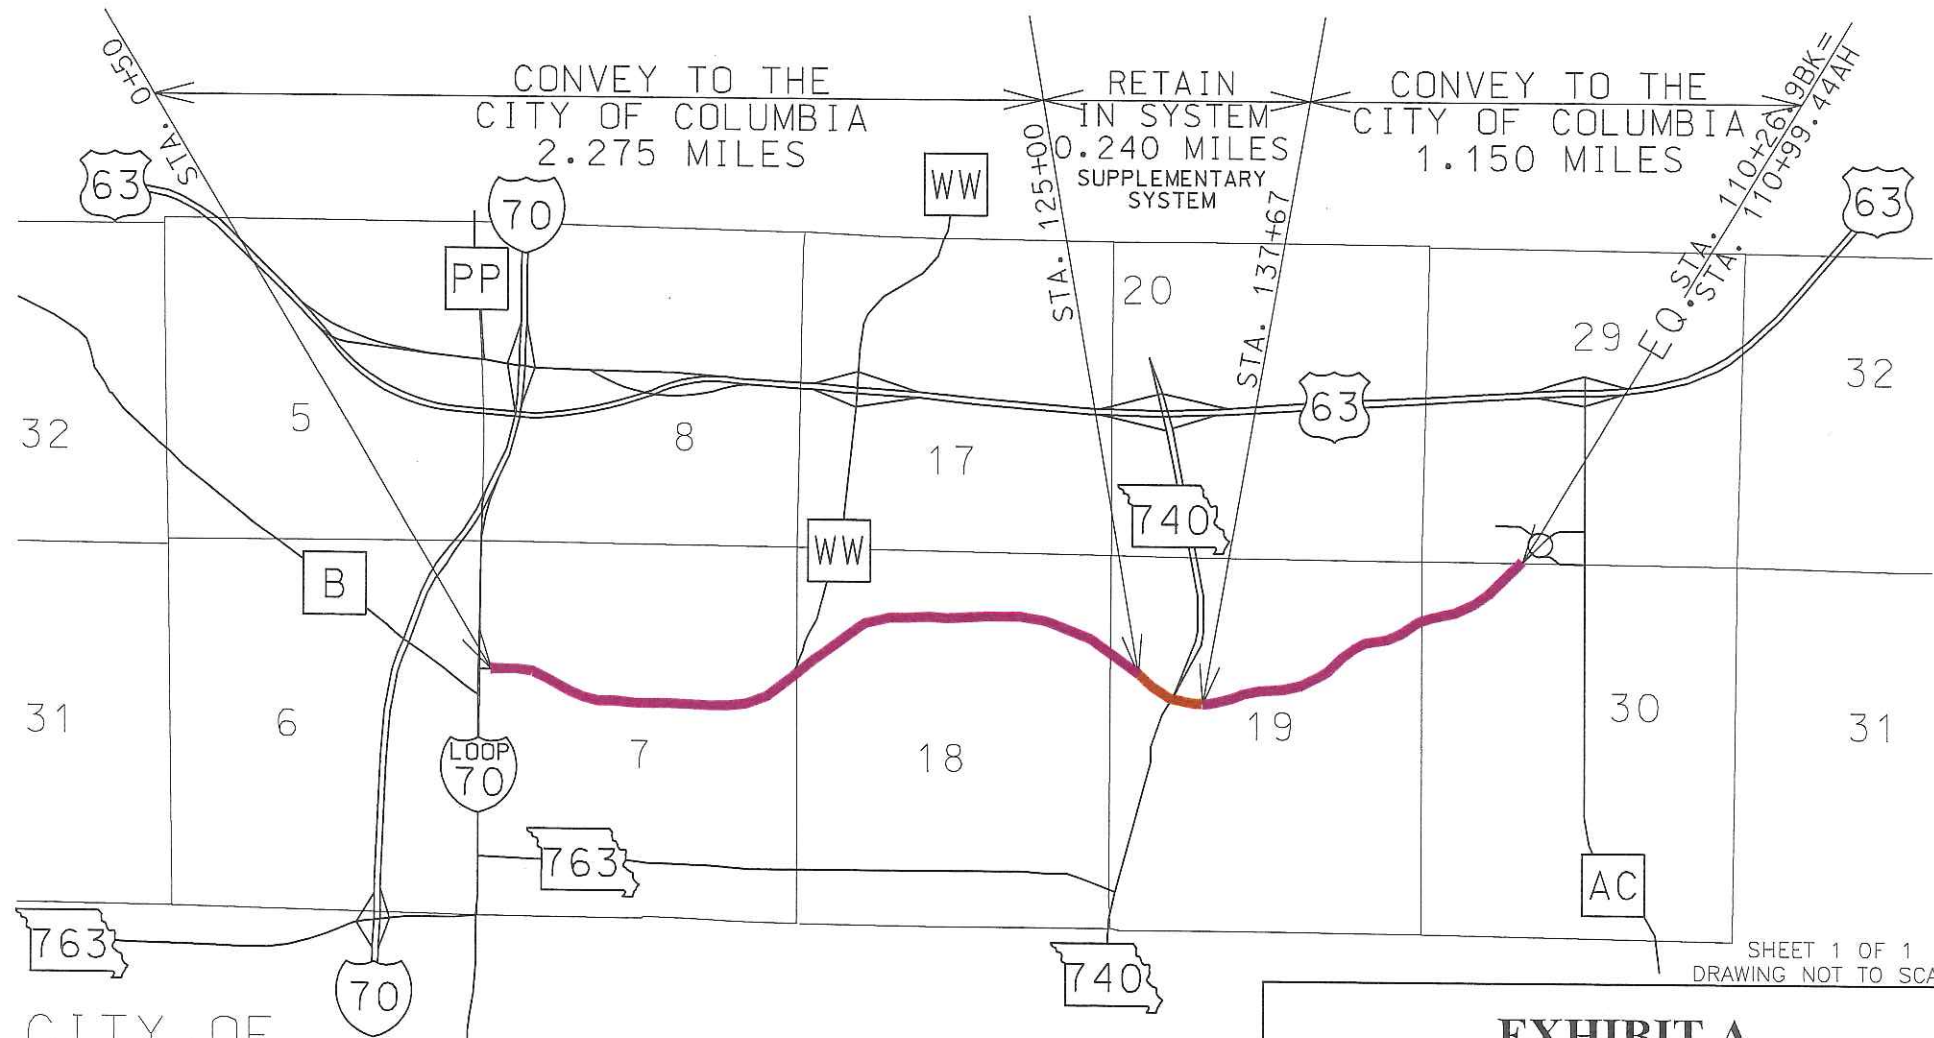 0+50
STA.
CONVEY TO THE
CITY OF COLUMBIA
2.275 MILES
RETAIN
IN SYSTEM
0.240 MILES
SUPPLEMENTARY
SYSTEM
CONVEY TO THE
CITY OF COLUMBIA
1.150 MILES
STA. 125+00
STA. 137+67
EQ. STA. 110+26.9BK=
STA. 110+99.44AH
63
70
WW
63
PP
20
29
32
5
8
17
63
32
740
B
WW
31
6
7
18
19
30
31
LOOP
70
763
AC
763
70
740
SHEET 1 OF 1
DRAWING NOT TO SCA
CITY OF
EXHIBIT A